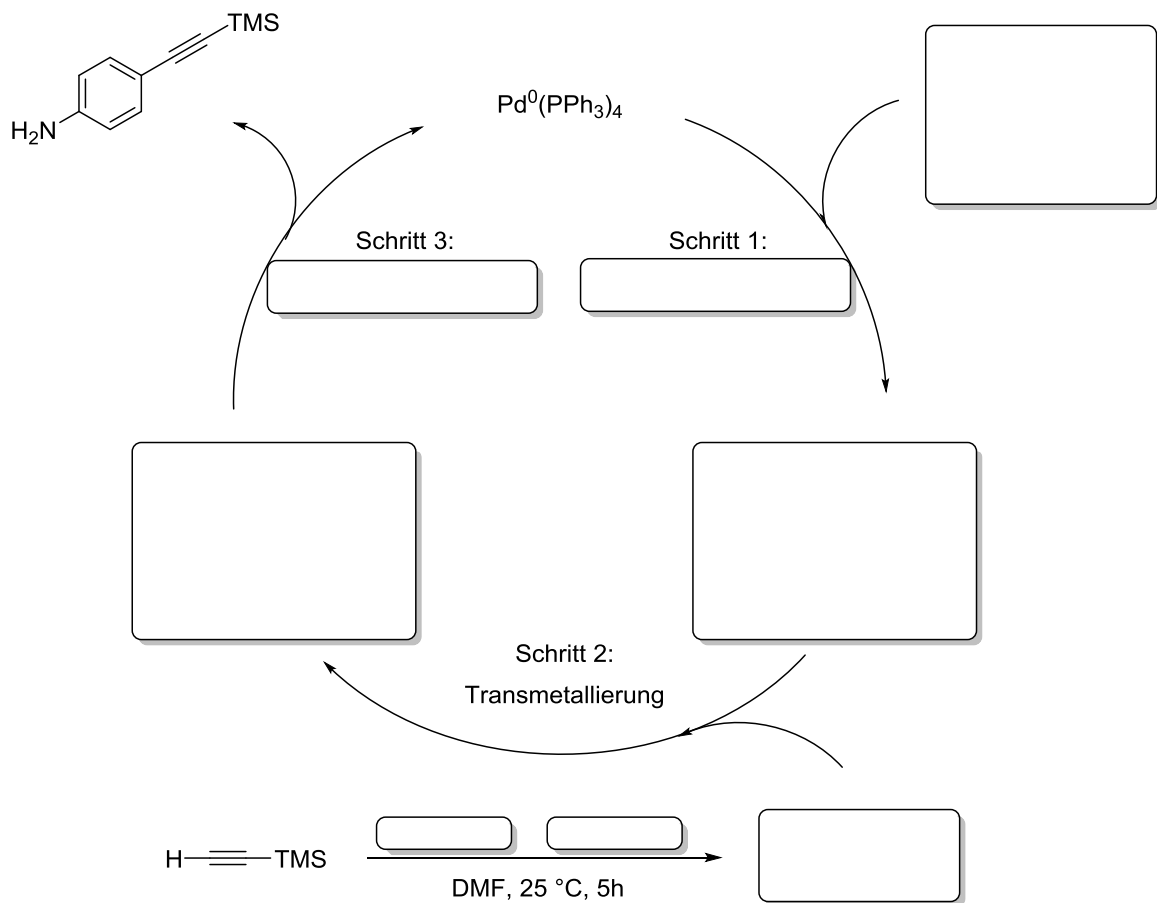 TMS
H₂N
Pd⁰(PPh₃)₄
Schritt 3:
Schritt 1:
Schritt 2:
Transmetallierung
H
TMS
DMF, 25 °C, 5h